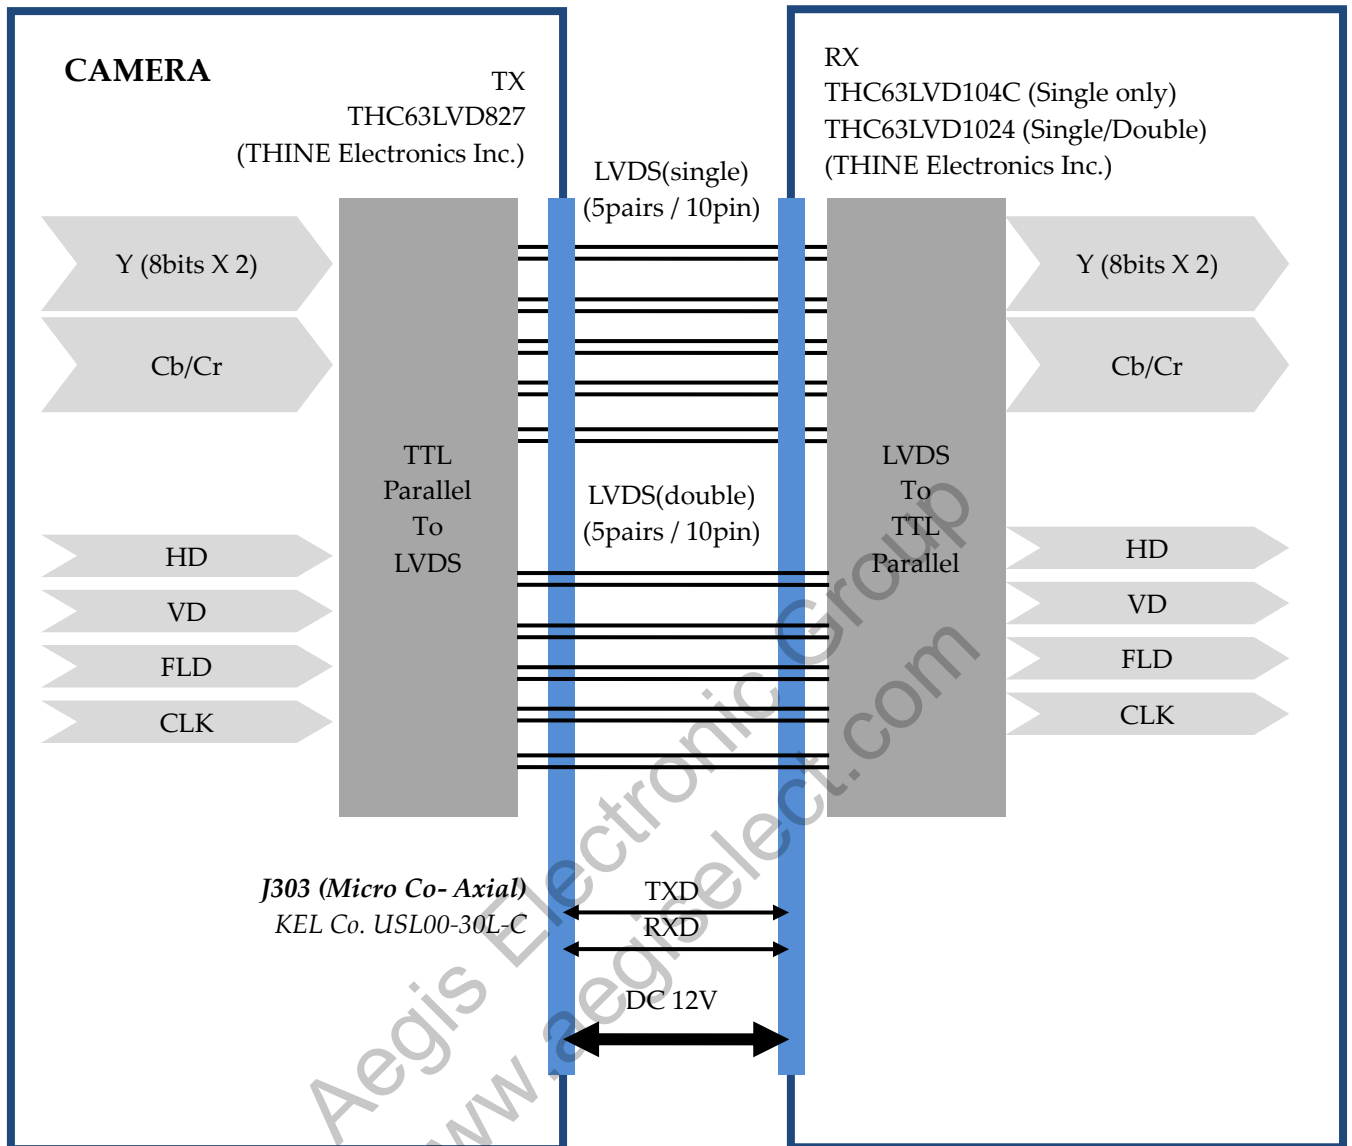 CAMERA
TX
THC63LVD827
(THINE Electronics Inc.)
RX
THC63LVD104C (Single only)
THC63LVD1024 (Single/Double)
(THINE Electronics Inc.)
LVDS(single)
(5pairs / 10pin)
Y (8bits X 2)
Cb/Cr
HD
VD
FLD
CLK
TTL
Parallel
To
LVDS
LVDS(double)
(5pairs / 10pin)
LVDS
To
TTL
Parallel
Y (8bits X 2)
Cb/Cr
HD
VD
FLD
CLK
J303 (Micro Co- Axial)
KEL Co. USL00-30L-C
TXD
RXD
DC 12V
Aegis Electronic Group
www.aegiselect.com